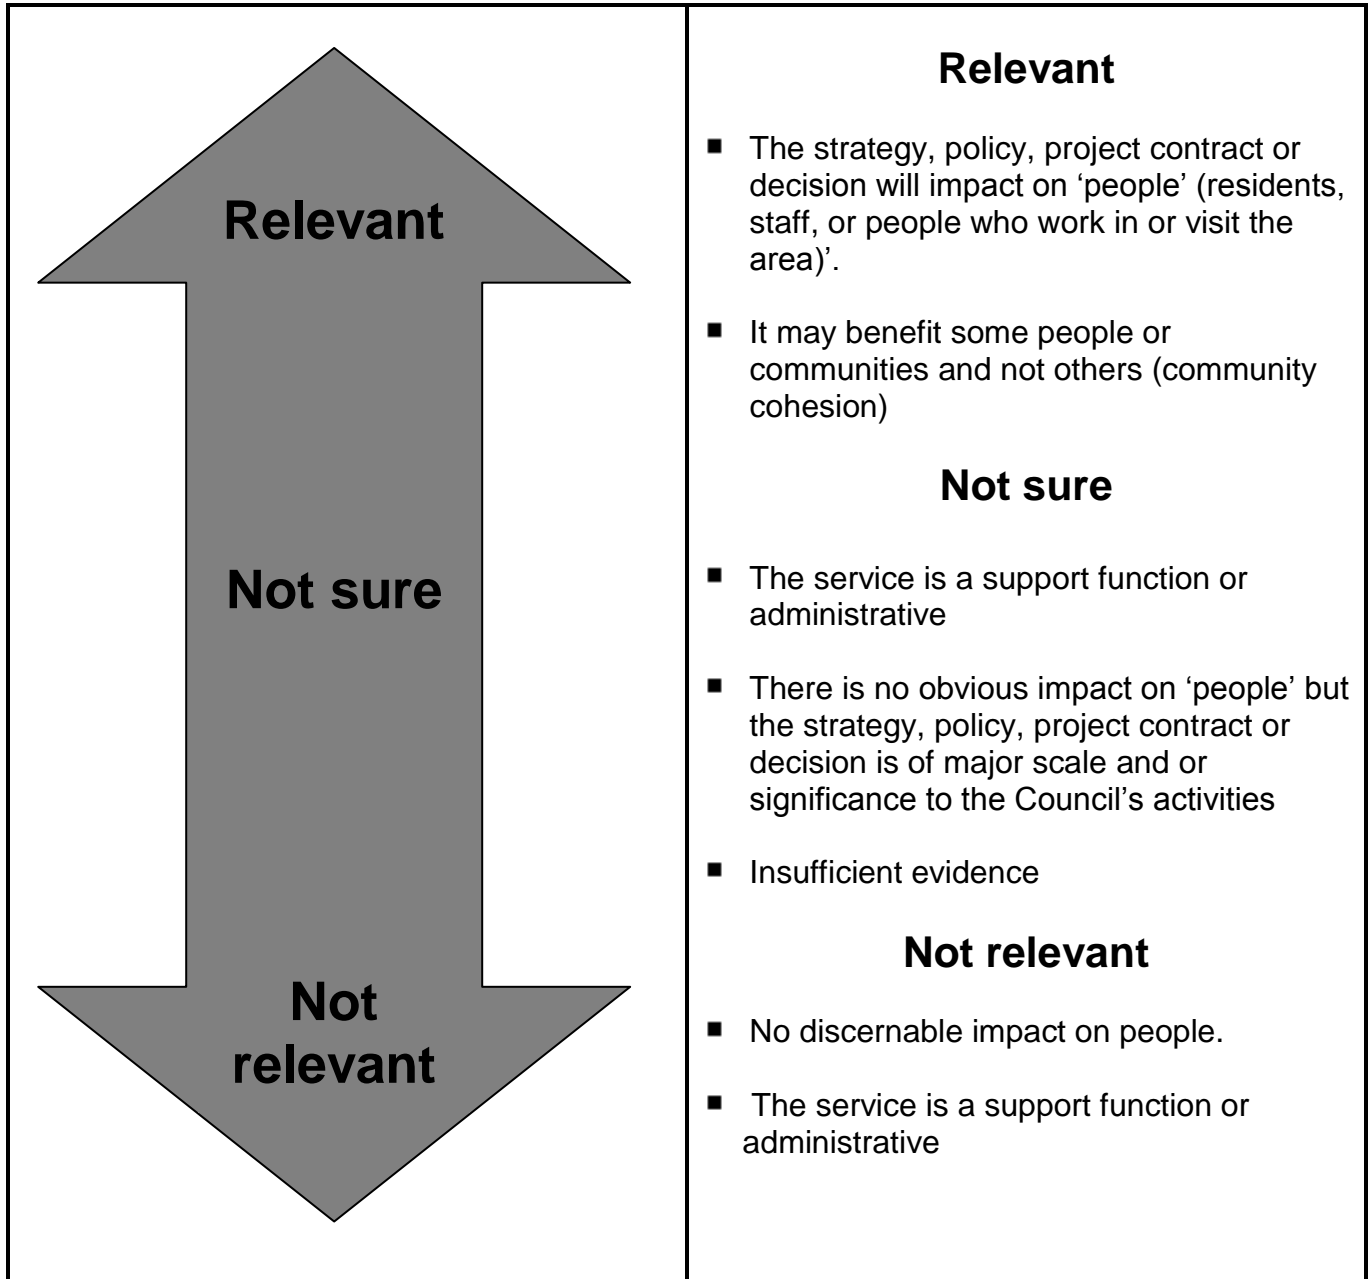 Relevant
Not sure
Not
relevant
Relevant
▪ The strategy, policy, project contract or
decision will impact on ‘people’ (residents,
staff, or people who work in or visit the
area)’.
▪ It may benefit some people or
communities and not others (community
cohesion)
Not sure
▪ The service is a support function or
administrative
▪ There is no obvious impact on ‘people’ but
the strategy, policy, project contract or
decision is of major scale and or
significance to the Council’s activities
▪ Insufficient evidence
Not relevant
▪ No discernable impact on people.
▪ The service is a support function or
administrative